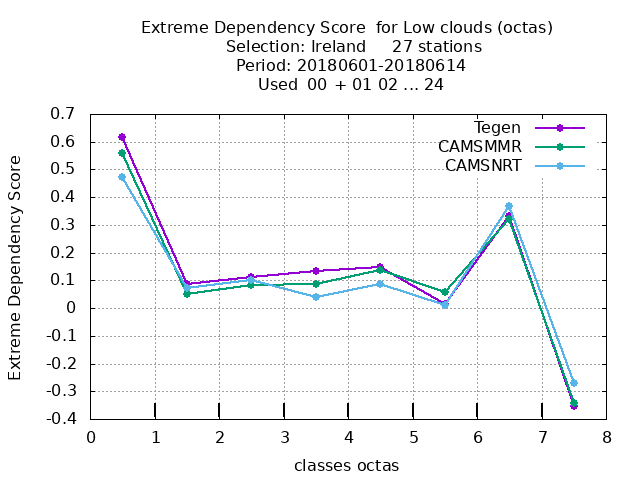 Extreme Dependency Score  for Low clouds (octas)
Selection: Ireland     27 stations
Period: 20180601-20180614
Used  00  + 01 02 ... 24
Extreme Dependency Score
0.7
0.6
0.5
0.4
0.3
0.2
0.1
0
-0.1
-0.2
-0.3
-0.4
Tegen
CAMSMMR
CAMSNRT
0 1 2 3 4 5 6 7 8
classes octas